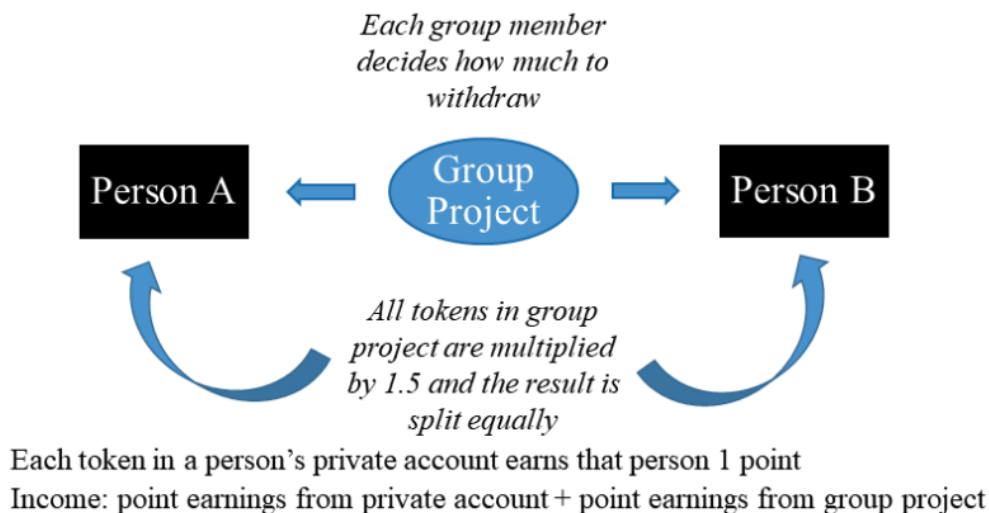 Each group member
decides how much to
withdraw
Person A
Group
Project
Person B
All tokens in group
project are multiplied
by 1.5 and the result is
split equally
Each token in a person's private account earns that person 1 point
Income: point earnings from private account + point earnings from group project